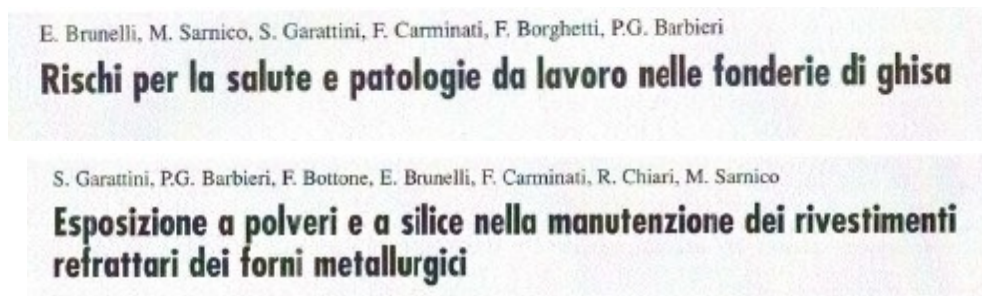 E. Brunelli, M. Sarnico, S. Garattini, F. Carminati, F. Borghetti, P.G. Barbieri
Rischi per la salute e patologie da lavoro nelle fonderie di ghisa
S. Garattini, P.G. Barbieri, F. Bottone, E. Brunelli, F. Carminati, R. Chiari, M. Sarnico
Esposizione a polveri e a silice nella manutenzione dei rivestimenti
refrattari dei forni metallurgici